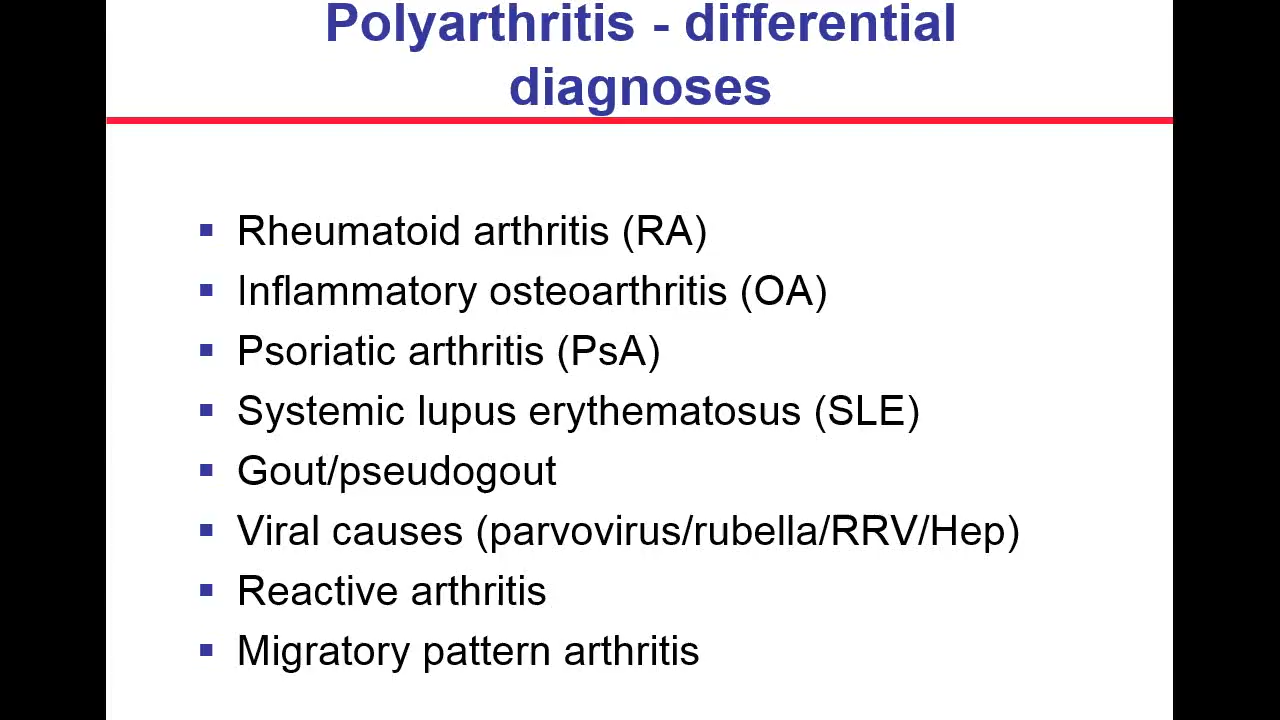 Polyarthritis - differential
diagnoses
▪ Rheumatoid arthritis (RA)
▪ Inflammatory osteoarthritis (OA)
▪ Psoriatic arthritis (PsA)
▪ Systemic lupus erythematosus (SLE)
▪ Gout/pseudogout
▪ Viral causes (parvovirus/rubella/RRV/Hep)
▪ Reactive arthritis
▪ Migratory pattern arthritis